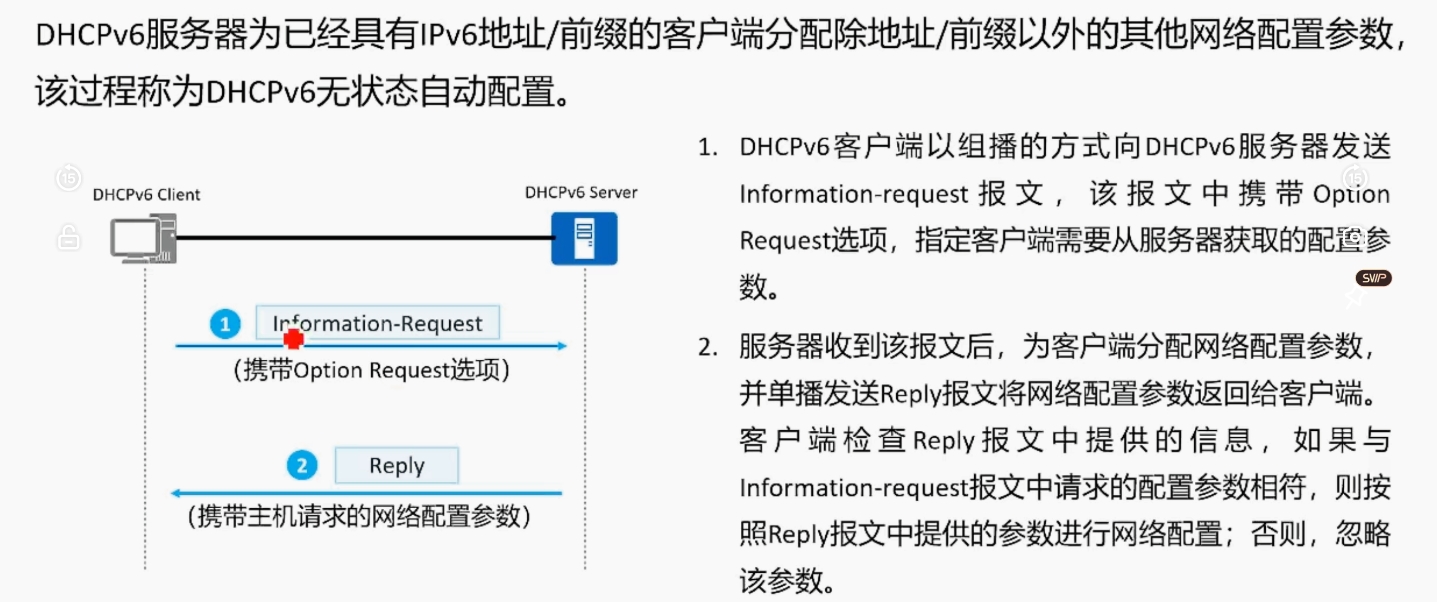 DHCPv6服务器为已经具有IPv6地址/前缀的客户端分配除地址/前缀以外的其他网络配置参数,
该过程称为DHCPv6无状态自动配置。
DHCPv6 Client
DHCPv6 Server
1 Information-Request
(携带Option Request选项)
2 Reply
(携带主机请求的网络配置参数)
1. DHCPv6客户端以组播的方式向DHCPv6服务器发送
Information-request 报文，该报文中携带 Option
Request选项，指定客户端需要从服务器获取的配置参
数。
2. 服务器收到该报文后，为客户端分配网络配置参数，
并单播发送Reply报文将网络配置参数返回给客户端。
客户端检查Reply报文中提供的信息，如果与
Information-request报文中请求的配置参数相符，则按
照Reply报文中提供的参数进行网络配置；否则，忽略
该参数。
15
15
SVIP